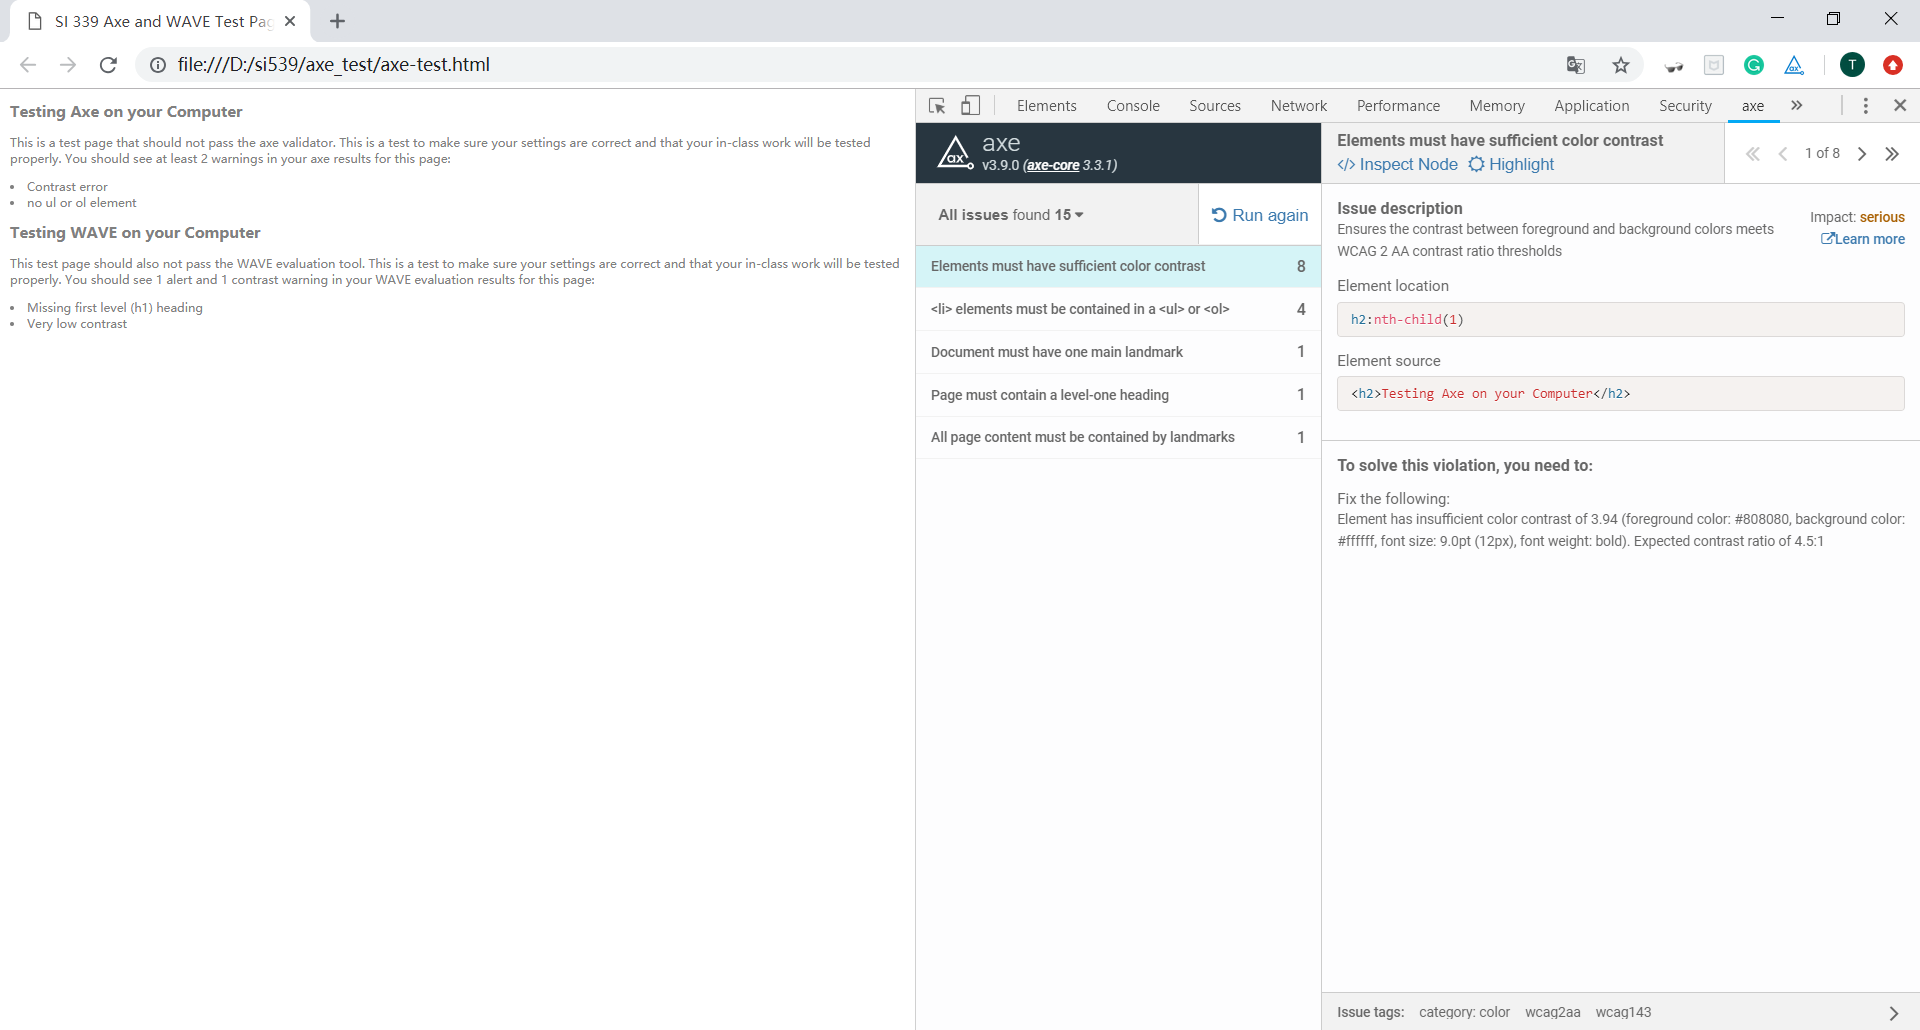 SI 339 Axe and WAVE Test Pag
file:///D:/si539/axe_test/axe-test.html
T
Testing Axe on your Computer
This is a test page that should not pass the axe validator. This is a test to make sure your settings are correct and that your in-class work will be tested
properly. You should see at least 2 warnings in your axe results for this page:
Contrast error
no ul or ol element
Testing WAVE on your Computer
This test page should also not pass the WAVE evaluation tool. This is a test to make sure your settings are correct and that your in-class work will be tested
properly. You should see 1 alert and 1 contrast warning in your WAVE evaluation results for this page:
Missing first level (h1) heading
Very low contrast
Elements Console Sources Network Performance Memory Application Security axe
ax
axe
v3.9.0 (axe-core 3.3.1)
All issues found 15
Run again
Elements must have sufficient color contrast 8
<li> elements must be contained in a <ul> or <ol> 4
Document must have one main landmark 1
Page must contain a level-one heading 1
All page content must be contained by landmarks 1
Elements must have sufficient color contrast
</> Inspect Node Highlight
1 of 8
Issue description
Ensures the contrast between foreground and background colors meets
WCAG 2 AA contrast ratio thresholds
Impact: serious
Learn more
Element location
h2:nth-child(1)
Element source
<h2>Testing Axe on your Computer</h2>
To solve this violation, you need to:
Fix the following:
Element has insufficient color contrast of 3.94 (foreground color: #808080, background color:
#ffffff, font size: 9.0pt (12px), font weight: bold). Expected contrast ratio of 4.5:1
Issue tags: category: color wcag2aa wcag143